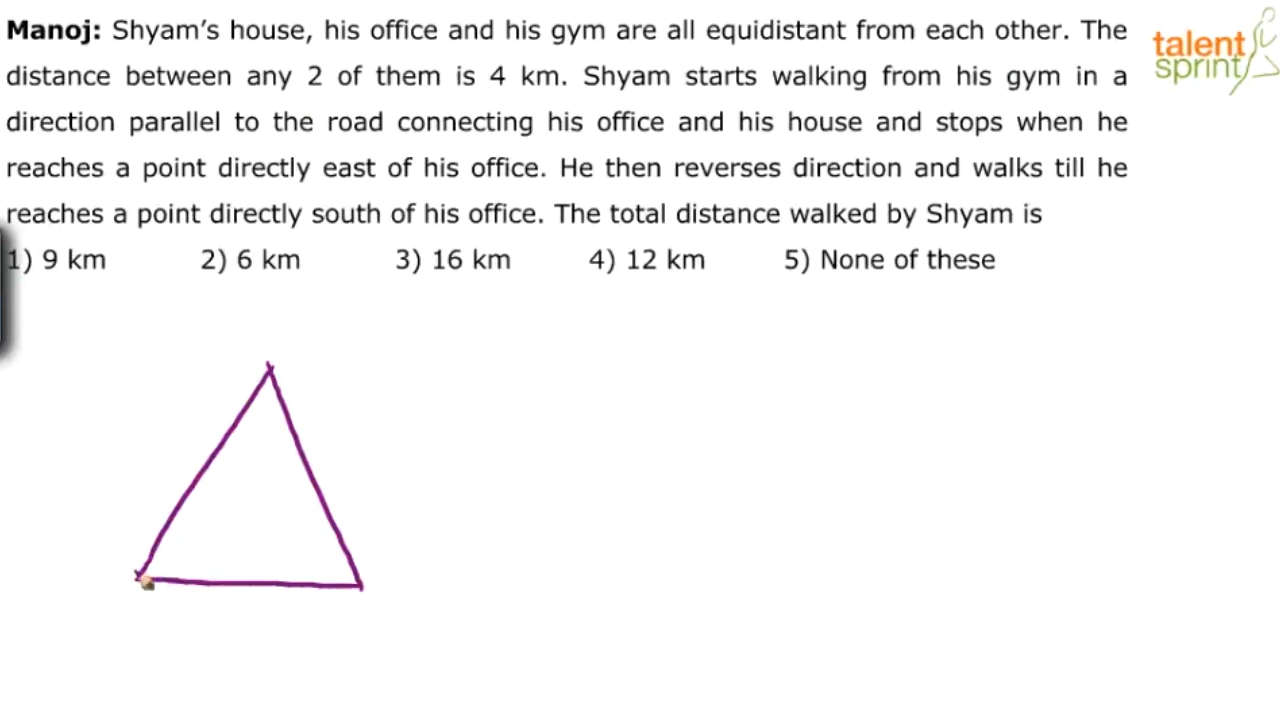 Manoj: Shyam’s house, his office and his gym are all equidistant from each other. The
distance between any 2 of them is 4 km. Shyam starts walking from his gym in a
direction parallel to the road connecting his office and his house and stops when he
reaches a point directly east of his office. He then reverses direction and walks till he
reaches a point directly south of his office. The total distance walked by Shyam is
1) 9 km 2) 6 km 3) 16 km 4) 12 km 5) None of these
talent
sprint